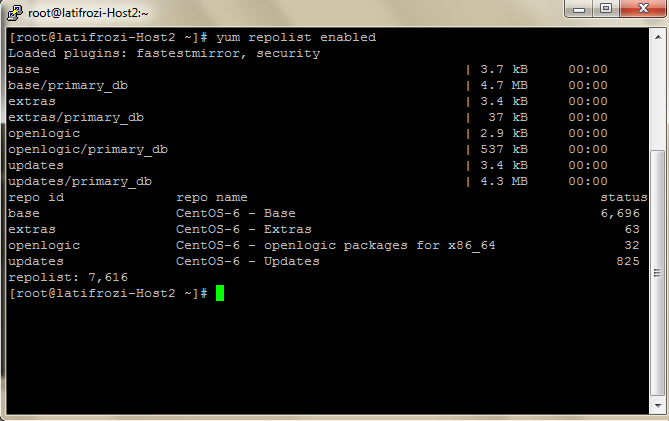 root@latifrozi-Host2:~
[root@latifrozi-Host2 ~]# yum repolist enabled
Loaded plugins: fastestmirror, security
base | 3.7 kB 00:00
base/primary_db | 4.7 MB 00:00
extras | 3.4 kB 00:00
extras/primary_db | 37 kB 00:00
openlogic | 2.9 kB 00:00
openlogic/primary_db | 537 kB 00:00
updates | 3.4 kB 00:00
updates/primary_db | 4.3 MB 00:00
repo id repo name status
base CentOS-6 - Base 6,696
extras CentOS-6 - Extras 63
openlogic CentOS-6 - openlogic packages for x86_64 32
updates CentOS-6 - Updates 825
repolist: 7,616
[root@latifrozi-Host2 ~]#